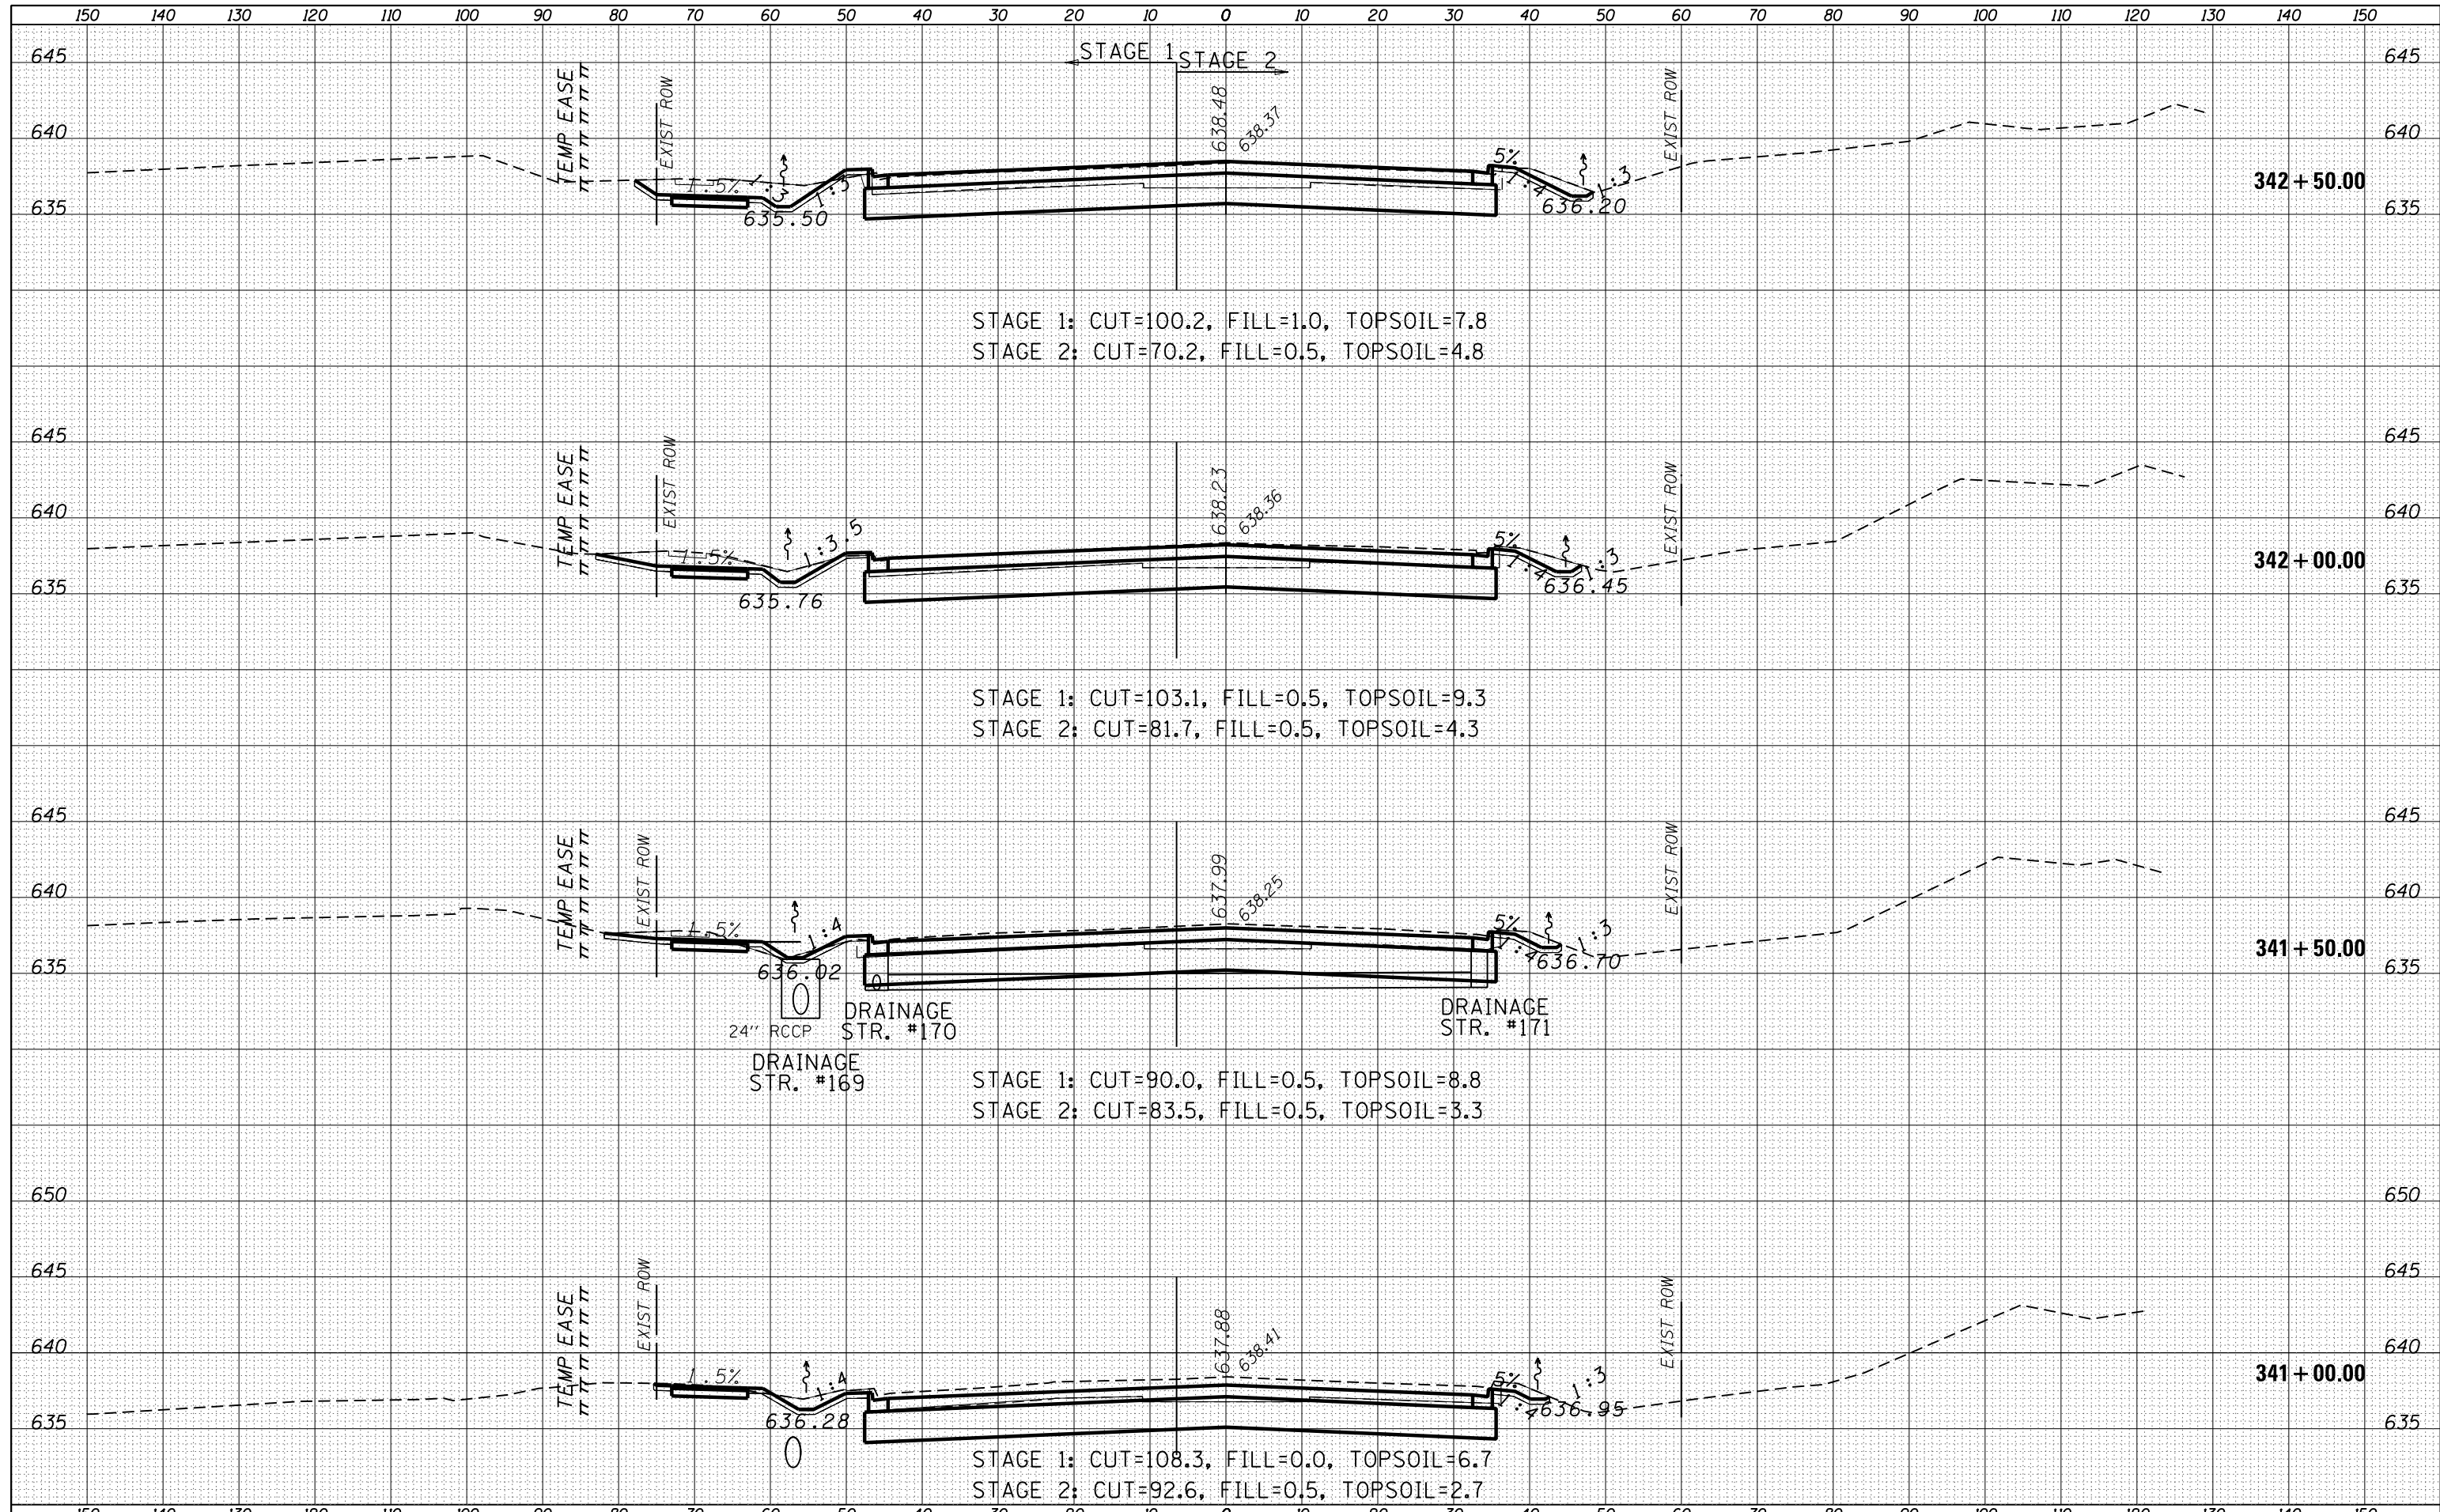 150 140 130 120 110 100 90 80 70 60 50 40 30 20 10 0 10 20 30 40 50 60 70 80 90 100 110 120 130 140 150
STAGE 1
STAGE 2
645 645
TEMP EASE
EXIST ROW
638.48
638.37
EXIST ROW
640 640
1.5%
1:3
1:3
5%
1:4
1:3
342+50.00
635 635
635.50
636.20
STAGE 1: CUT=100.2, FILL=1.0, TOPSOIL=7.8
STAGE 2: CUT=70.2, FILL=0.5, TOPSOIL=4.8
645 645
TEMP EASE
EXIST ROW
638.23
638.36
EXIST ROW
640 640
1.5%
1:3.5
5%
1:4
1:3
342+00.00
635 635
635.76
636.45
STAGE 1: CUT=103.1, FILL=0.5, TOPSOIL=9.3
STAGE 2: CUT=81.7, FILL=0.5, TOPSOIL=4.3
645 645
TEMP EASE
EXIST ROW
637.99
638.25
EXIST ROW
640 640
1.5%
1:4
5%
1:4
1:3
341+50.00
635 635
636.02
636.70
24'' RCCP
DRAINAGE
STR. #170
DRAINAGE
STR. #171
DRAINAGE
STR. #169
STAGE 1: CUT=90.0, FILL=0.5, TOPSOIL=8.8
STAGE 2: CUT=83.5, FILL=0.5, TOPSOIL=3.3
650 650
645 645
TEMP EASE
EXIST ROW
637.88
638.41
EXIST ROW
640 640
1.5%
1:4
5%
1:4
1:3
341+00.00
635 635
636.28
636.95
STAGE 1: CUT=108.3, FILL=0.0, TOPSOIL=6.7
STAGE 2: CUT=92.6, FILL=0.5, TOPSOIL=2.7